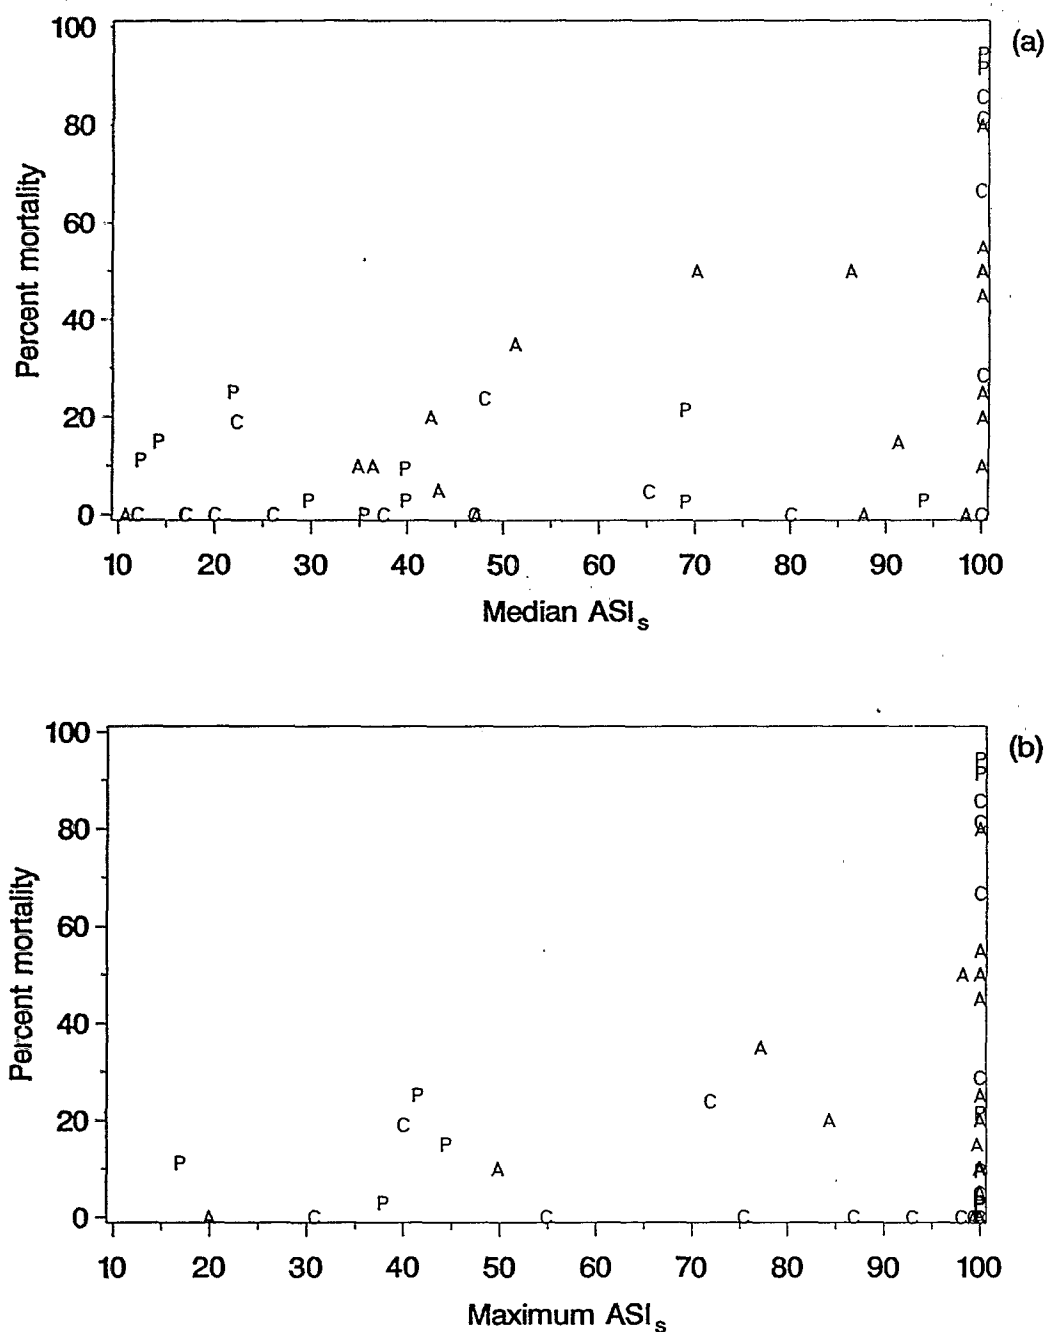 (a)
100
80
60
40
20
0
Percent mortality
10 20 30 40 50 60 70 80 90 100
Median ASIs
P
P
C
C
A
C
A
A
A
A
A
C
P A
C A P
P A
P A A P A
P A C
P P P P
A C C C C P C A C A C
(b)
100
80
60
40
20
0
Percent mortality
10 20 30 40 50 60 70 80 90 100
Maximum ASIs
P
P
C
C
A
C
A
A A
A
A
C
P A
C C A
P A
P A
P
A C C C C C C